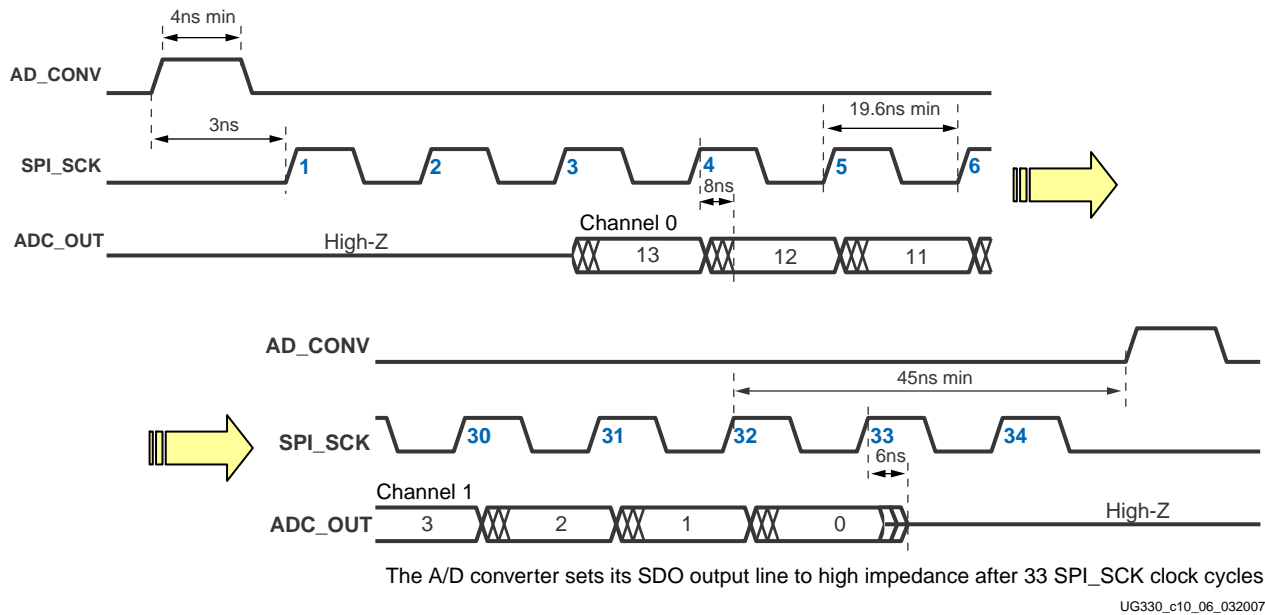 4ns min
AD_CONV
3ns
19.6ns min
SPI_SCK
1 2 3 4 5 6
8ns
Channel 0
ADC_OUT
High-Z
13 12 11
AD_CONV
45ns min
SPI_SCK
30 31 32 33 34
6ns
Channel 1
ADC_OUT
3 2 1 0
High-Z
The A/D converter sets its SDO output line to high impedance after 33 SPI_SCK clock cycles
UG330_c10_06_032007